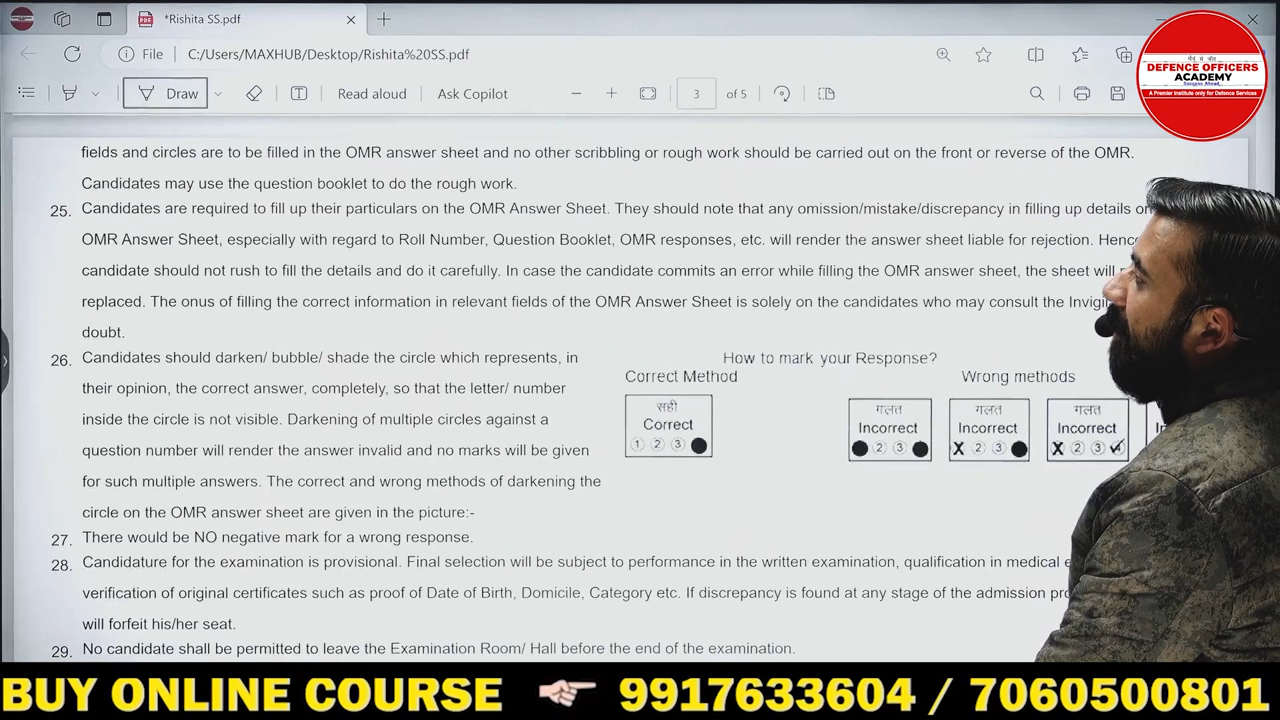 *Rishita SS.pdf
File
C:/Users/MAXHUB/Desktop/Rishita%20SS.pdf
Draw
Read aloud
Ask Copilot
3
of 5
DEFENCE OFFICERS
ACADEMY
Success Ahead...
A Premier Institute only for Defence Services
fields and circles are to be filled in the OMR answer sheet and no other scribbling or rough work should be carried out on the front or reverse of the OMR.
Candidates may use the question booklet to do the rough work.
25. Candidates are required to fill up their particulars on the OMR Answer Sheet. They should note that any omission/mistake/discrepancy in filling up details
OMR Answer Sheet, especially with regard to Roll Number, Question Booklet, OMR responses, etc. will render the answer sheet liable for rejection.
candidate should not rush to fill the details and do it carefully. In case the candidate commits an error while filling the OMR answer sheet, the sheet will
replaced. The onus of filling the correct information in relevant fields of the OMR Answer Sheet is solely on the candidates who may consult the
doubt.
26. Candidates should darken/ bubble/ shade the circle which represents, in
their opinion, the correct answer, completely, so that the letter/ number
inside the circle is not visible. Darkening of multiple circles against a
question number will render the answer invalid and no marks will be given
for such multiple answers. The correct and wrong methods of darkening the
circle on the OMR answer sheet are given in the picture:-
How to mark your Response?
Correct Method
Wrong methods
सही
Correct
1 2 3
गलत
Incorrect
2 3
गलत
Incorrect
X 2 3
गलत
Incorrect
X 2 3
27. There would be NO negative mark for a wrong response.
28. Candidature for the examination is provisional. Final selection will be subject to performance in the written examination, qualification in medical
verification of original certificates such as proof of Date of Birth, Domicile, Category etc. If discrepancy is found at any stage of the admission
will forfeit his/her seat.
29. No candidate shall be permitted to leave the Examination Room/ Hall before the end of the examination.
BUY ONLINE COURSE 9917633604 / 7060500801